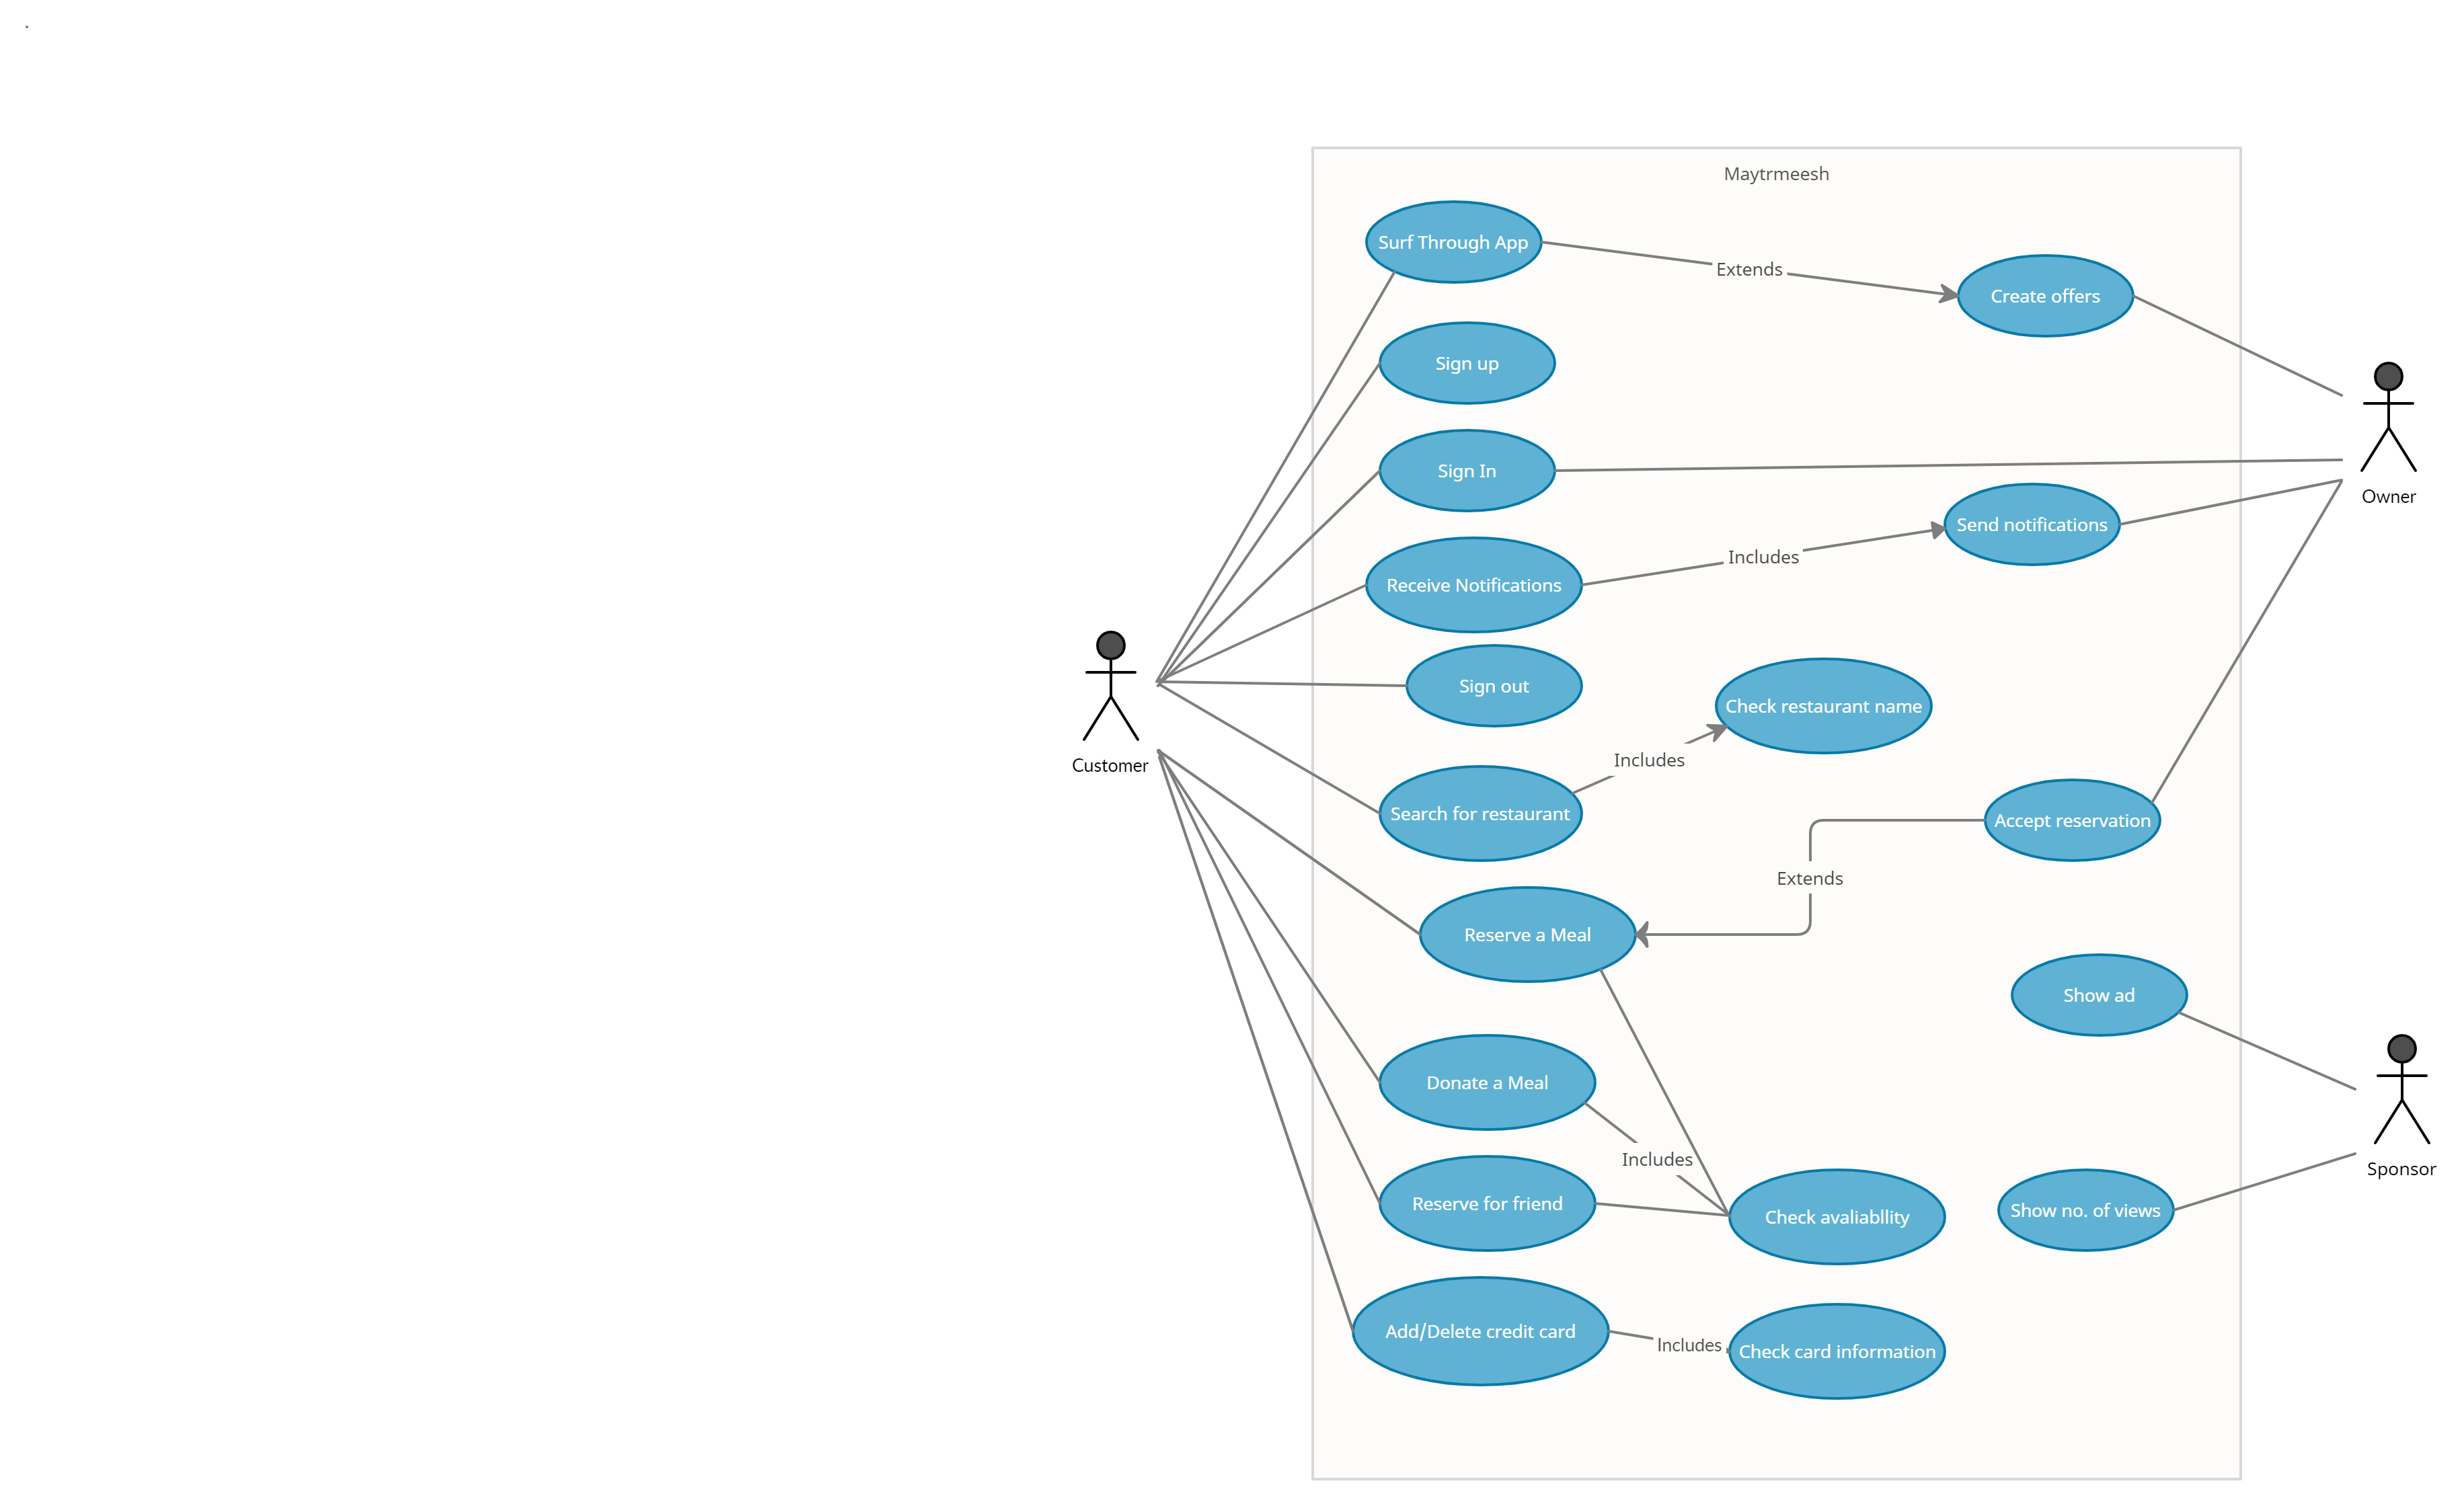 Maytrmeesh
Surf Through App
Extends
Create offers
Sign up
Sign In
Owner
Send notifications
Includes
Receive Notifications
Sign out
Check restaurant name
Customer
Includes
Search for restaurant
Accept reservation
Extends
Reserve a Meal
Show ad
Donate a Meal
Includes
Sponsor
Reserve for friend
Check avaliabllity
Show no. of views
Add/Delete credit card
Includes
Check card information